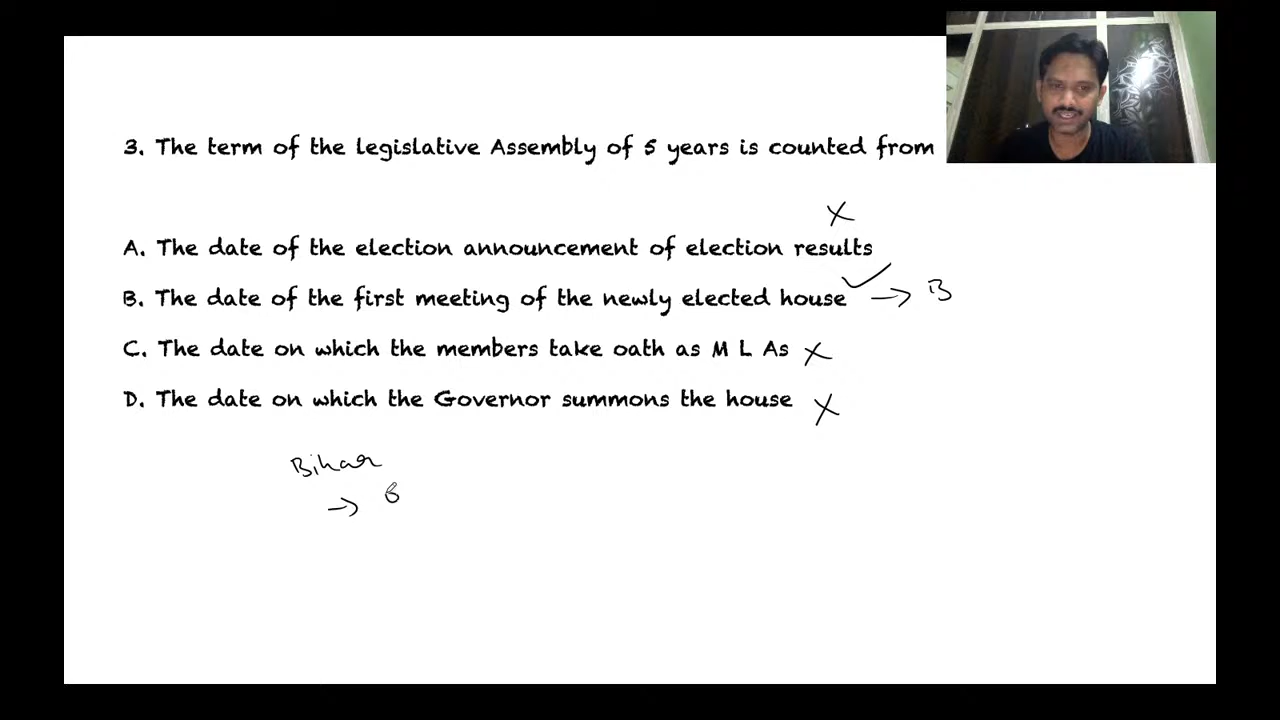 3. The term of the legislative Assembly of 5 years is counted from
A. The date of the election announcement of election results
B. The date of the first meeting of the newly elected house → B
C. The date on which the members take oath as M L As
D. The date on which the Governor summons the house
Bihar
→ 6